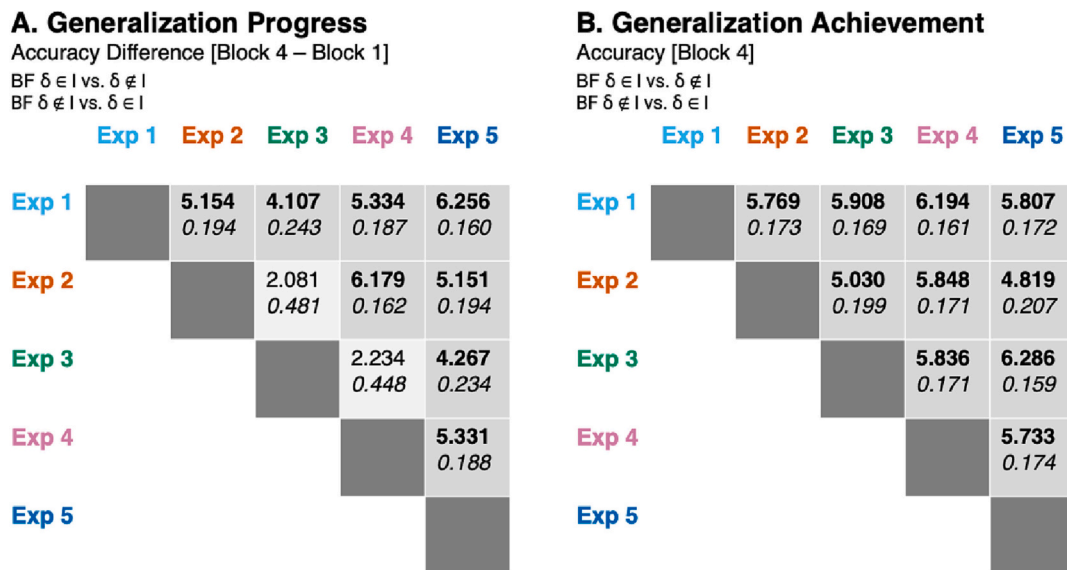 A. Generalization Progress
Accuracy Difference [Block 4 – Block 1]
BF δ ∈ I vs. δ ∉ I
BF δ ∉ I vs. δ ∈ I
Exp 1 Exp 2 Exp 3 Exp 4 Exp 5
Exp 1 5.154 4.107 5.334 6.256
0.194 0.243 0.187 0.160
Exp 2 2.081 6.179 5.151
0.481 0.162 0.194
Exp 3 2.234 4.267
0.448 0.234
Exp 4 5.331
0.188
Exp 5
B. Generalization Achievement
Accuracy [Block 4]
BF δ ∈ I vs. δ ∉ I
BF δ ∉ I vs. δ ∈ I
Exp 1 Exp 2 Exp 3 Exp 4 Exp 5
Exp 1 5.769 5.908 6.194 5.807
0.173 0.169 0.161 0.172
Exp 2 5.030 5.848 4.819
0.199 0.171 0.207
Exp 3 5.836 6.286
0.171 0.159
Exp 4 5.733
0.174
Exp 5